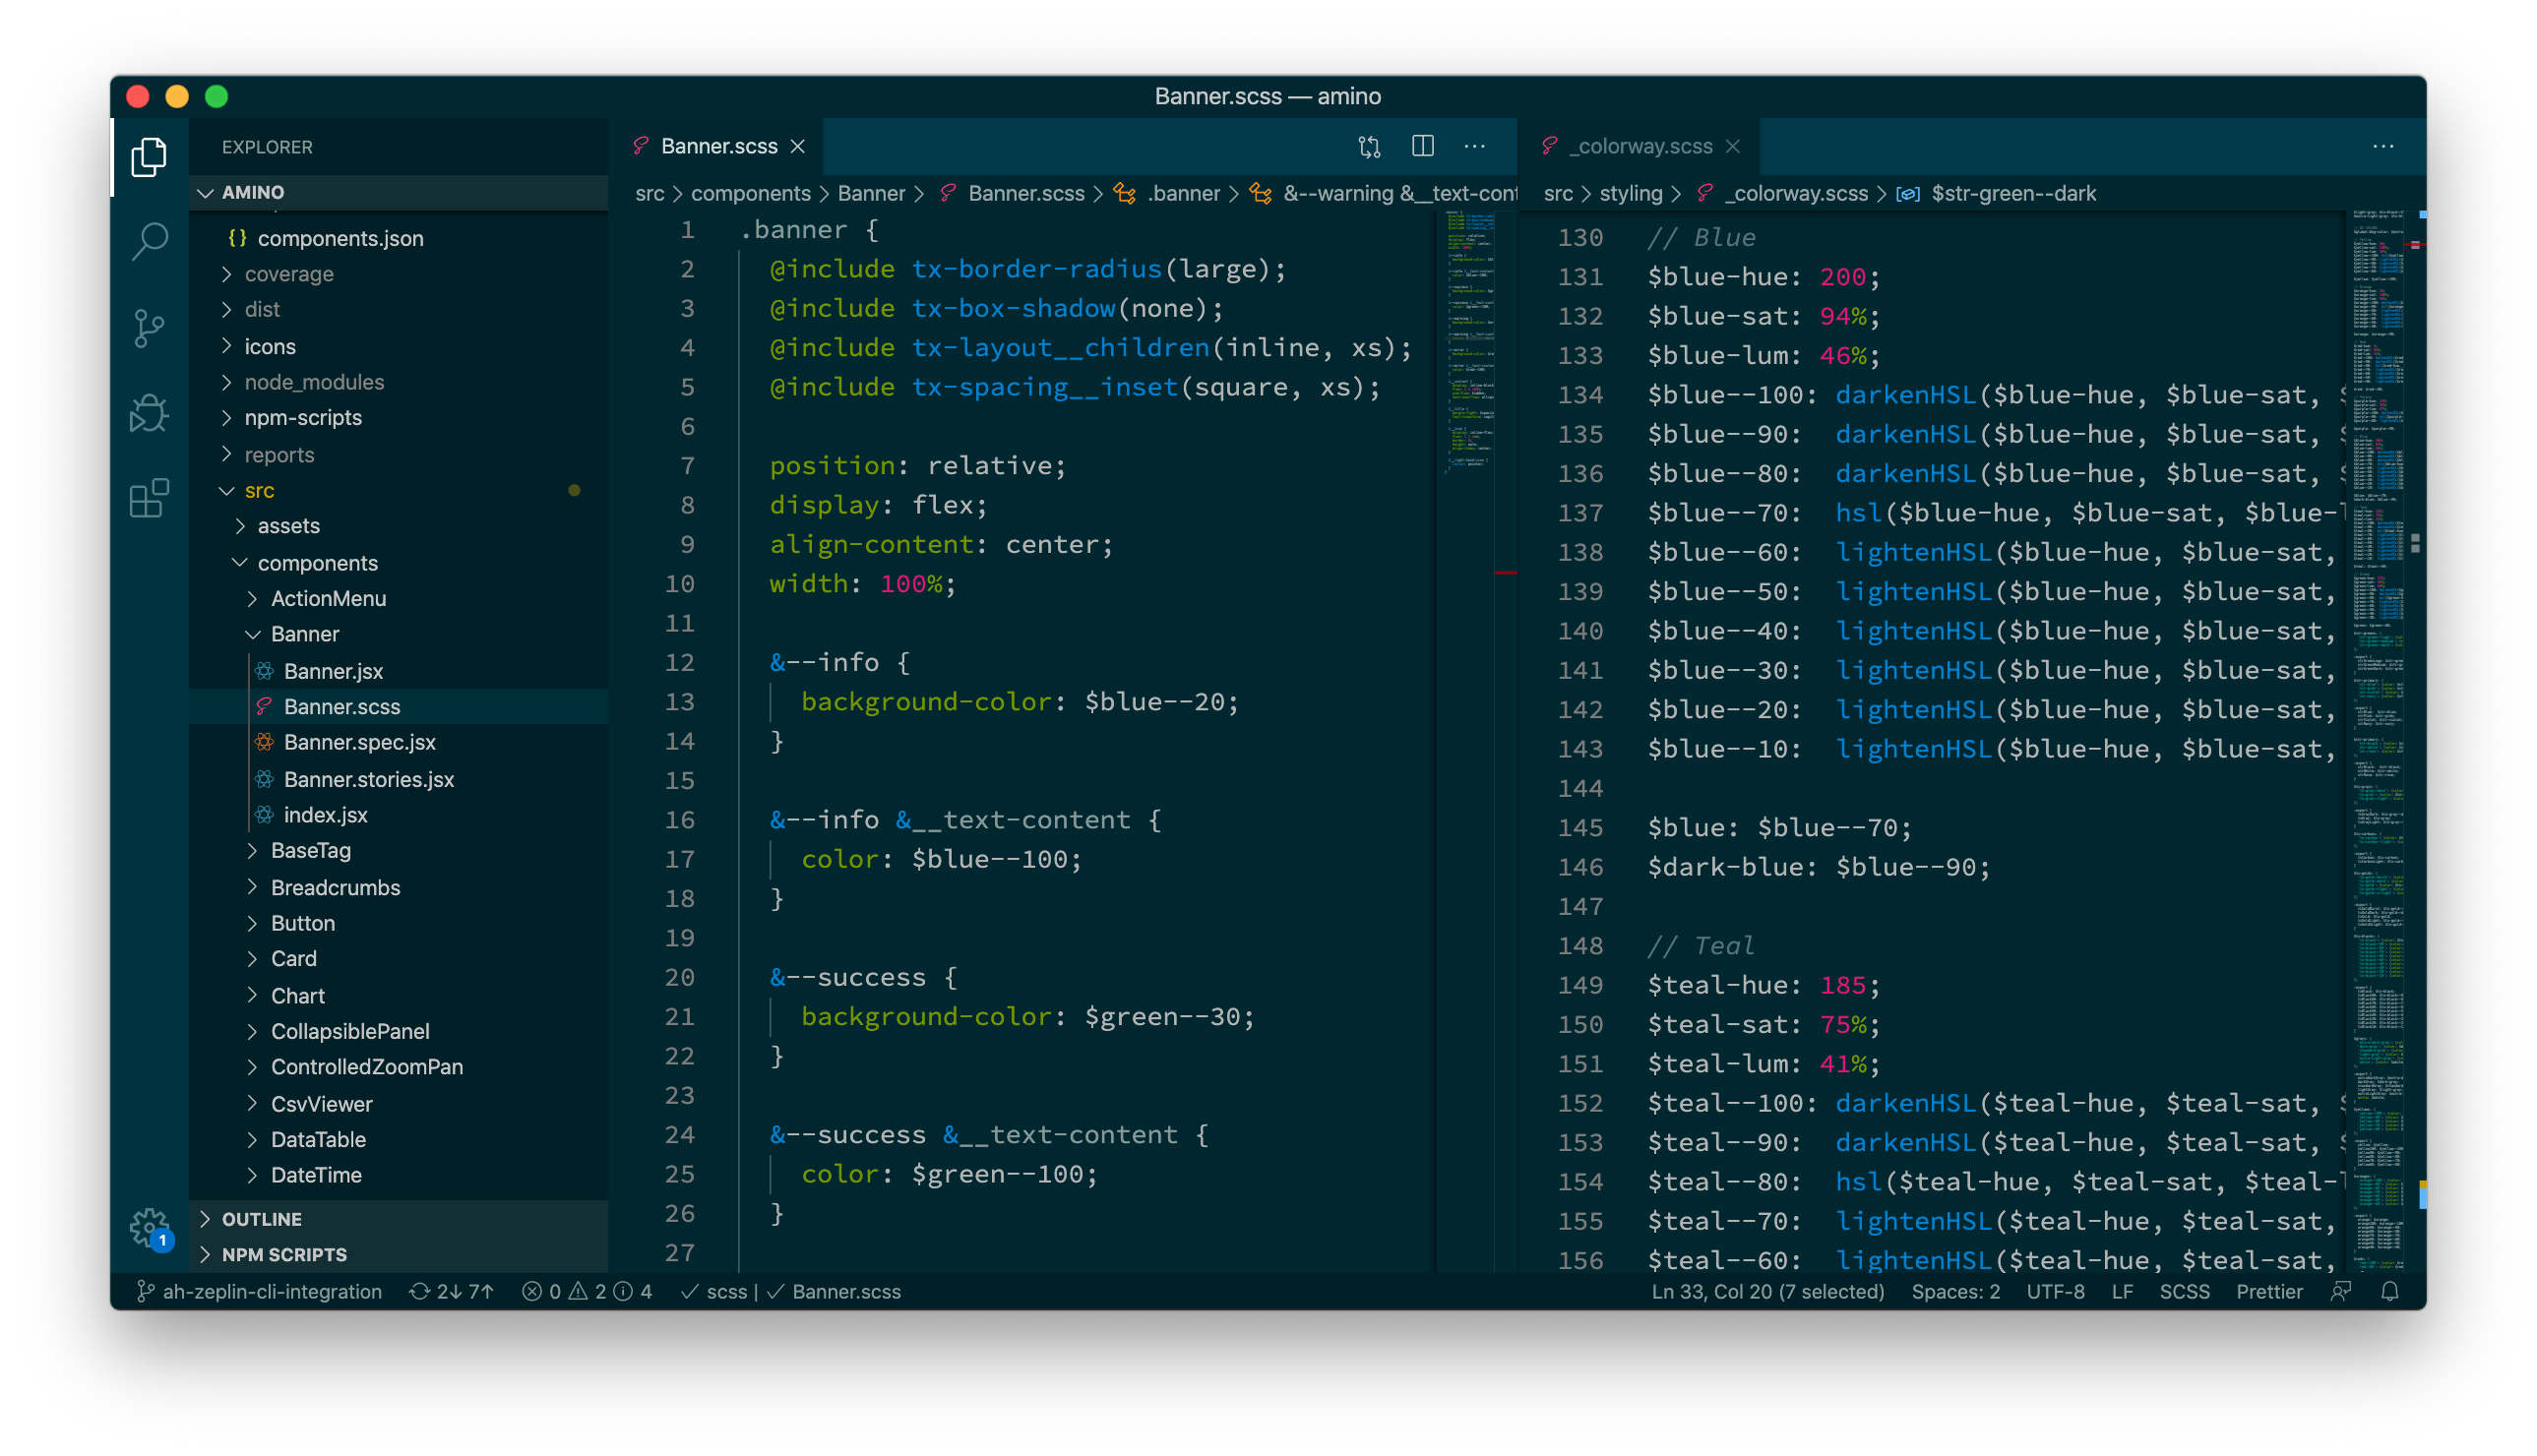 Banner.scss — amino
EXPLORER
AMINO
components.json
coverage
dist
icons
node_modules
npm-scripts
reports
src
assets
components
ActionMenu
Banner
Banner.jsx
Banner.scss
Banner.spec.jsx
Banner.stories.jsx
index.jsx
BaseTag
Breadcrumbs
Button
Card
Chart
CollapsiblePanel
ControlledZoomPan
CsvViewer
DataTable
DateTime
OUTLINE
NPM SCRIPTS
1
Banner.scss
src > components > Banner > Banner.scss > .banner > &--warning &__text-cont
1 .banner {
2 @include tx-border-radius(large);
3 @include tx-box-shadow(none);
4 @include tx-layout__children(inline, xs);
5 @include tx-spacing__inset(square, xs);
6
7 position: relative;
8 display: flex;
9 align-content: center;
10 width: 100%;
11
12 &--info {
13 background-color: $blue--20;
14 }
15
16 &--info &__text-content {
17 color: $blue--100;
18 }
19
20 &--success {
21 background-color: $green--30;
22 }
23
24 &--success &__text-content {
25 color: $green--100;
26 }
27
_colorway.scss
src > styling > _colorway.scss > $str-green--dark
130 // Blue
131 $blue-hue: 200;
132 $blue-sat: 94%;
133 $blue-lum: 46%;
134 $blue--100: darkenHSL($blue-hue, $blue-sat, $
135 $blue--90: darkenHSL($blue-hue, $blue-sat, $
136 $blue--80: darkenHSL($blue-hue, $blue-sat, $
137 $blue--70: hsl($blue-hue, $blue-sat, $blue-l
138 $blue--60: lightenHSL($blue-hue, $blue-sat,
139 $blue--50: lightenHSL($blue-hue, $blue-sat,
140 $blue--40: lightenHSL($blue-hue, $blue-sat,
141 $blue--30: lightenHSL($blue-hue, $blue-sat,
142 $blue--20: lightenHSL($blue-hue, $blue-sat,
143 $blue--10: lightenHSL($blue-hue, $blue-sat,
144
145 $blue: $blue--70;
146 $dark-blue: $blue--90;
147
148 // Teal
149 $teal-hue: 185;
150 $teal-sat: 75%;
151 $teal-lum: 41%;
152 $teal--100: darkenHSL($teal-hue, $teal-sat, $
153 $teal--90: darkenHSL($teal-hue, $teal-sat, $
154 $teal--80: hsl($teal-hue, $teal-sat, $teal-l
155 $teal--70: lightenHSL($teal-hue, $teal-sat,
156 $teal--60: lightenHSL($teal-hue, $teal-sat,
ah-zeplin-cli-integration 2↓ 7↑ 0 2 4 ✓ scss | ✓ Banner.scss Ln 33, Col 20 (7 selected) Spaces: 2 UTF-8 LF SCSS Prettier